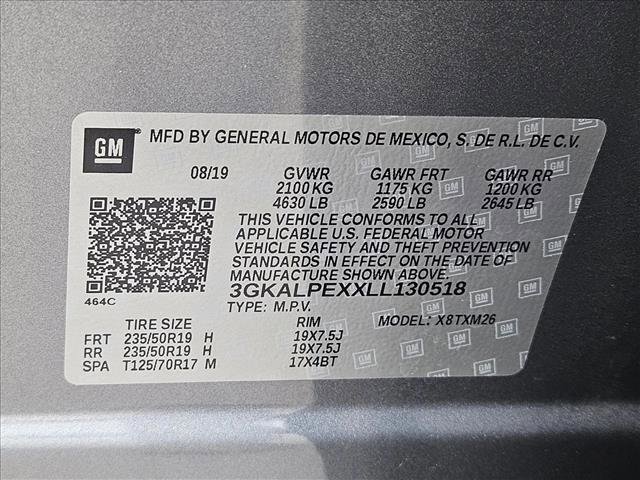 GM
MFD BY GENERAL MOTORS DE MEXICO, S, DE R.L. DE C.V.
08/19 GVWR GAWR FRT GAWR RR
2100 KG 1175 KG 1200 KG
4630 LB 2590 LB 2645 LB
THIS VEHICLE CONFORMS TO ALL
APPLICABLE U.S. FEDERAL MOTOR
VEHICLE SAFETY AND THEFT PREVENTION
STANDARDS IN EFFECT ON THE DATE OF
MANUFACTURE SHOWN ABOVE.
464C
3GKALPEXXLL130518
TYPE: M.P.V. MODEL: X8TXM26
TIRE SIZE RIM
FRT 235/50R19 H 19X7.5J
RR 235/50R19 H 19X7.5J
SPA T125/70R17 M 17X4BT